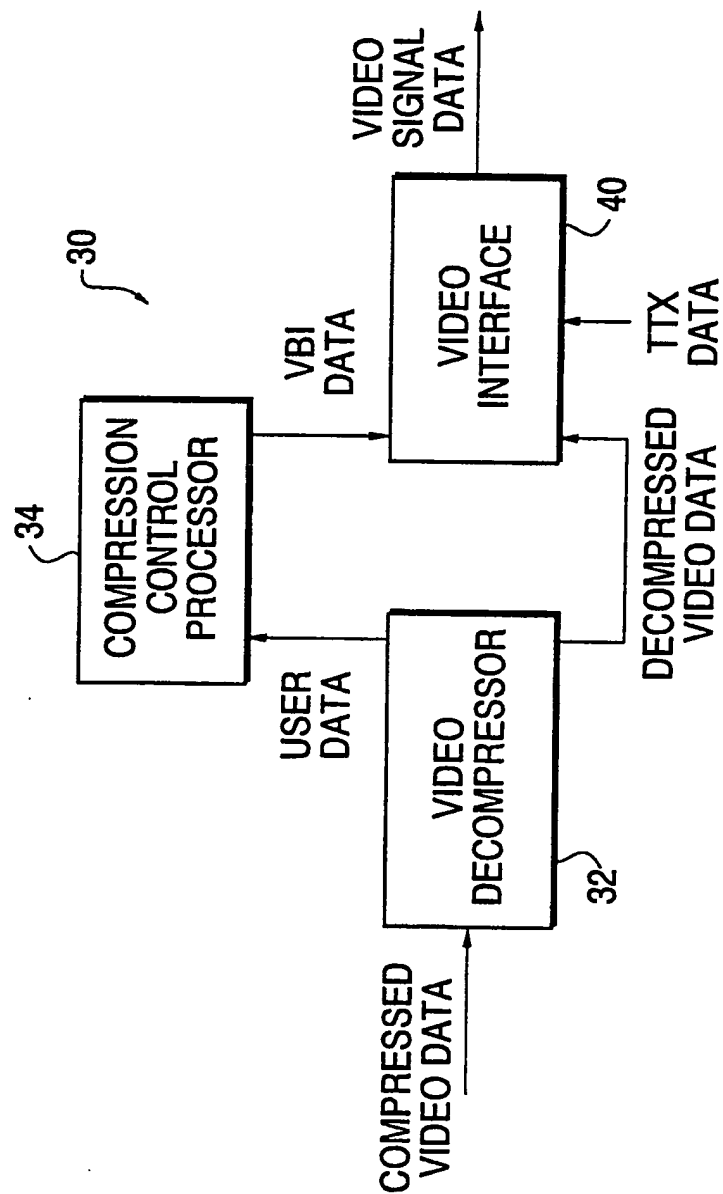 30
34
COMPRESSION
CONTROL
PROCESSOR
USER
DATA
VBI
DATA
VIDEO
SIGNAL
DATA
COMPRESSED
VIDEO DATA
VIDEO
DECOMPRESSOR
32
VIDEO
INTERFACE
40
DECOMPRESSED
VIDEO DATA
TTX
DATA